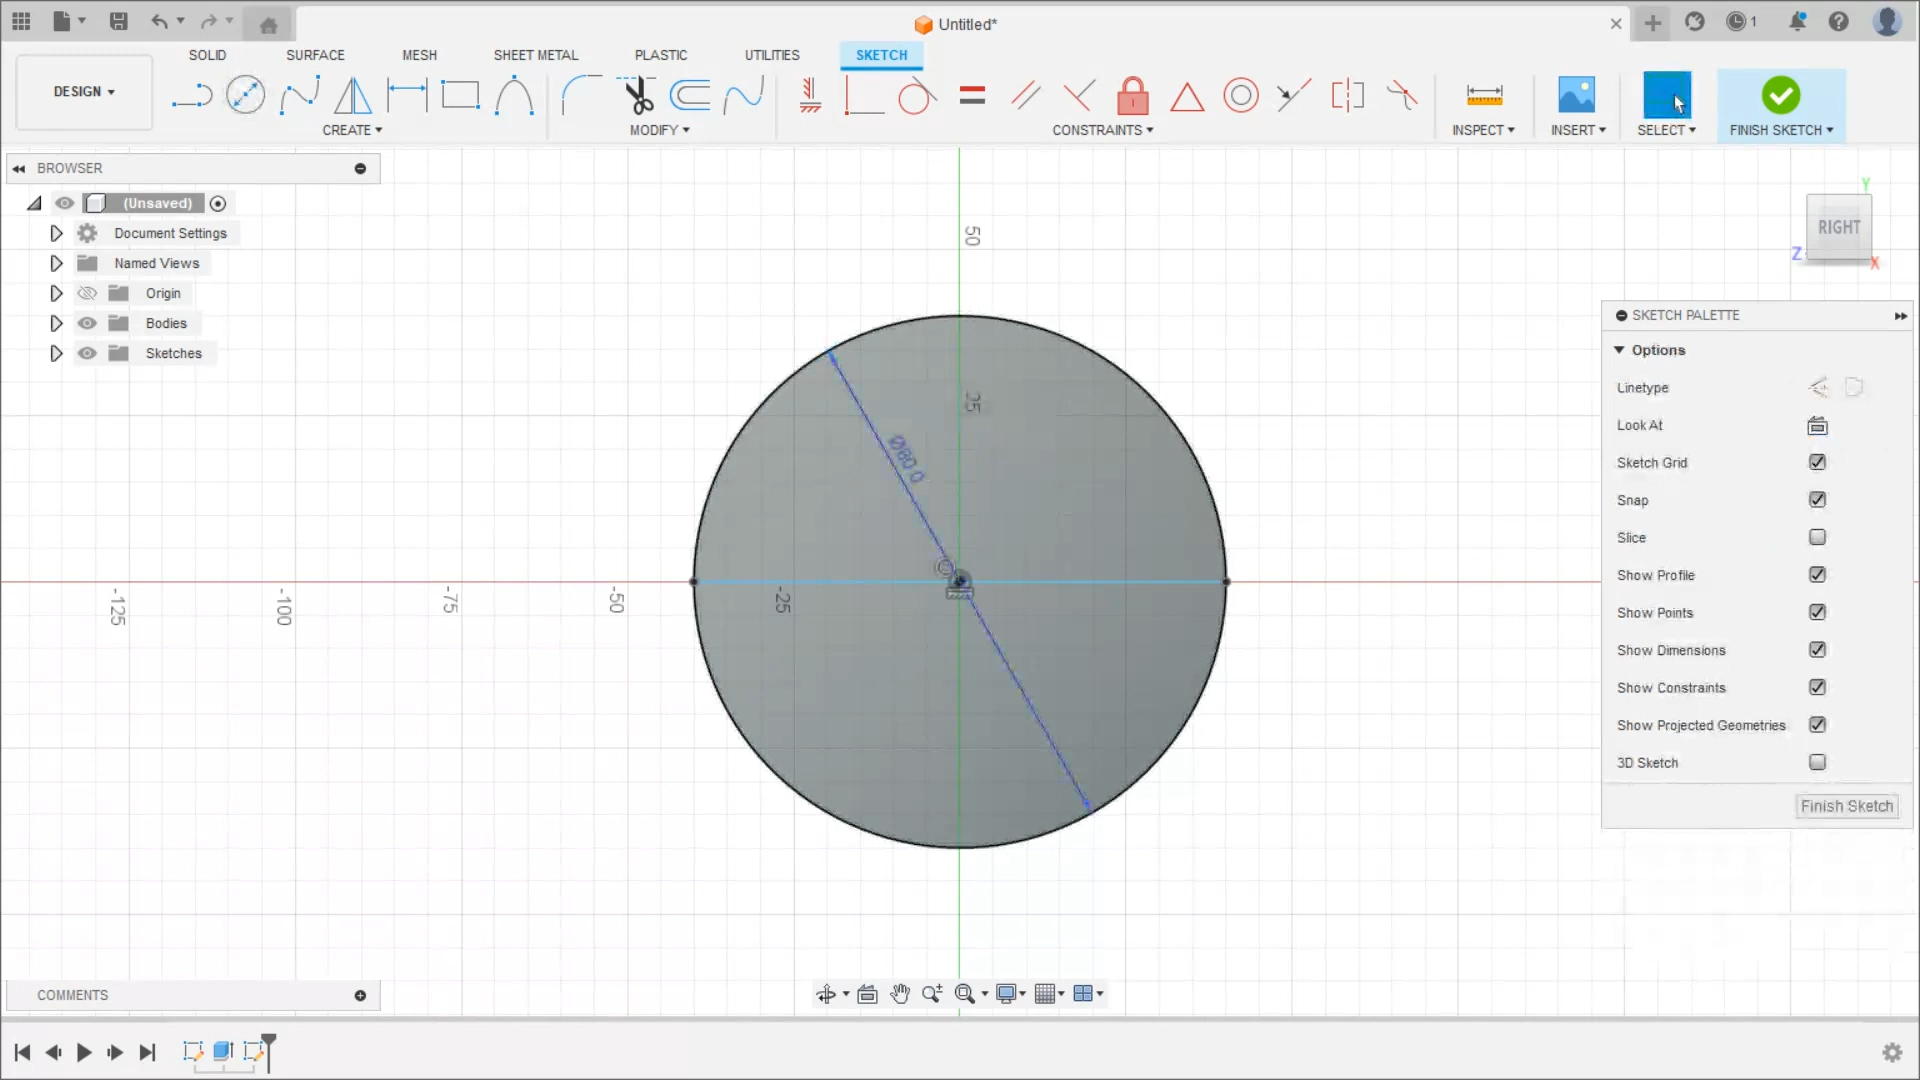 Untitled*
1
SOLID
SURFACE
MESH
SHEET METAL
PLASTIC
UTILITIES
SKETCH
DESIGN
CREATE
MODIFY
CONSTRAINTS
INSPECT
INSERT
SELECT
FINISH SKETCH
BROWSER
(Unsaved)
Document Settings
Named Views
Origin
Bodies
Sketches
50
25
-125
-100
-75
-50
-25
Y
RIGHT
Z
X
SKETCH PALETTE
Options
Linetype
Look At
Sketch Grid
Snap
Slice
Show Profile
Show Points
Show Dimensions
Show Constraints
Show Projected Geometries
3D Sketch
Finish Sketch
COMMENTS